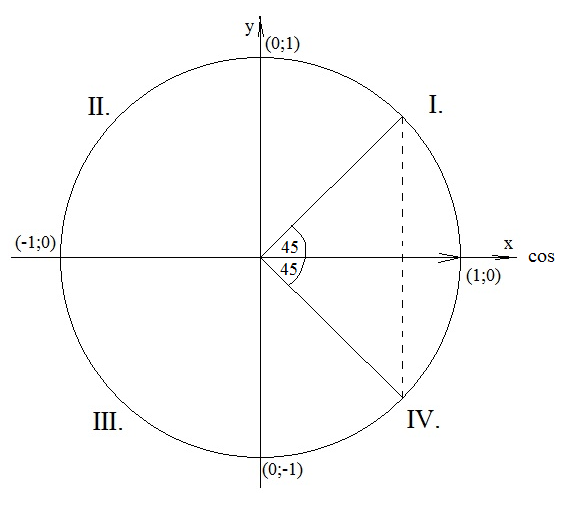 y
(0;1)
II.
I.
(-1;0)
45
x
cos
45
(1;0)
III.
IV.
(0;-1)